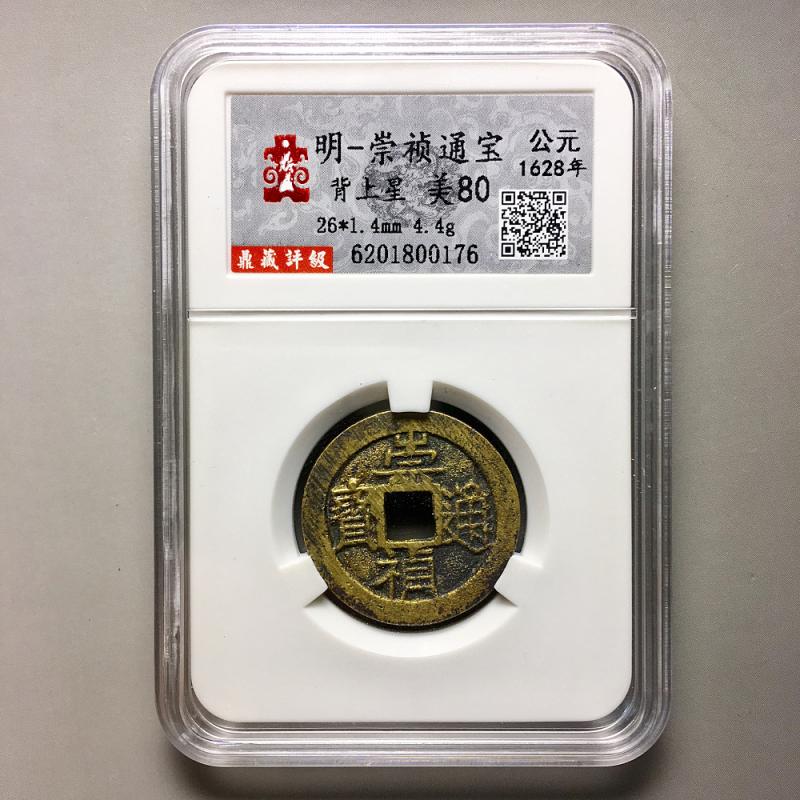 明-崇祯通宝
公元
1628年
背上星 美80
26*1.4mm 4.4g
鼎藏評級 6201800176
崇
寶 通
禎